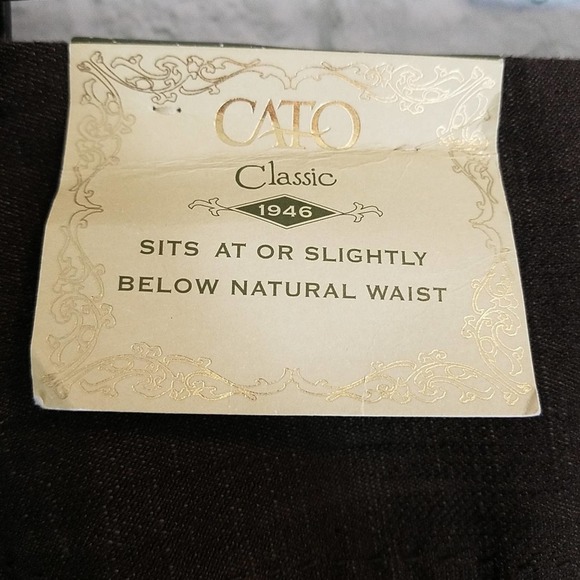 CATO
Classic
1946
SITS AT OR SLIGHTLY
BELOW NATURAL WAIST